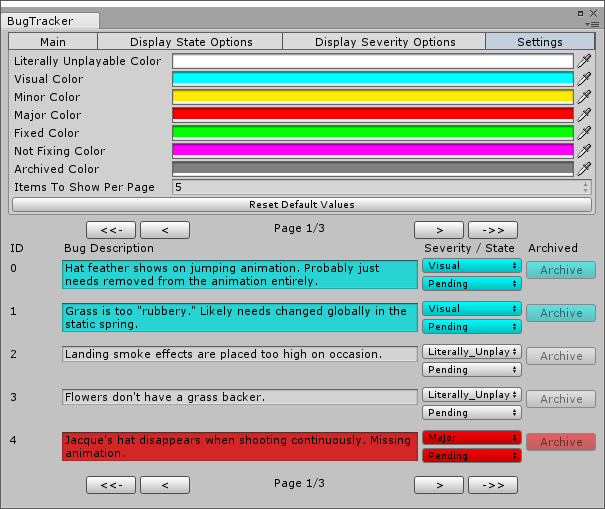 BugTracker
Main Display State Options Display Severity Options Settings
Literally Unplayable Color
Visual Color
Minor Color
Major Color
Fixed Color
Not Fixing Color
Archived Color
Items To Show Per Page 5
Reset Default Values
<<- < Page 1/3 > ->>
ID Bug Description Severity / State Archived
0 Hat feather shows on jumping animation. Probably just Visual Archive
needs removed from the animation entirely. Pending
1 Grass is too "rubbery." Likely needs changed globally in the Visual Archive
static spring. Pending
2 Landing smoke effects are placed too high on occasion. Literally_Unplay Archive
Pending
3 Flowers don't have a grass backer. Literally_Unplay Archive
Pending
4 Jacque's hat disappears when shooting continuously. Missing Major Archive
animation. Pending
<<- < Page 1/3 > ->>